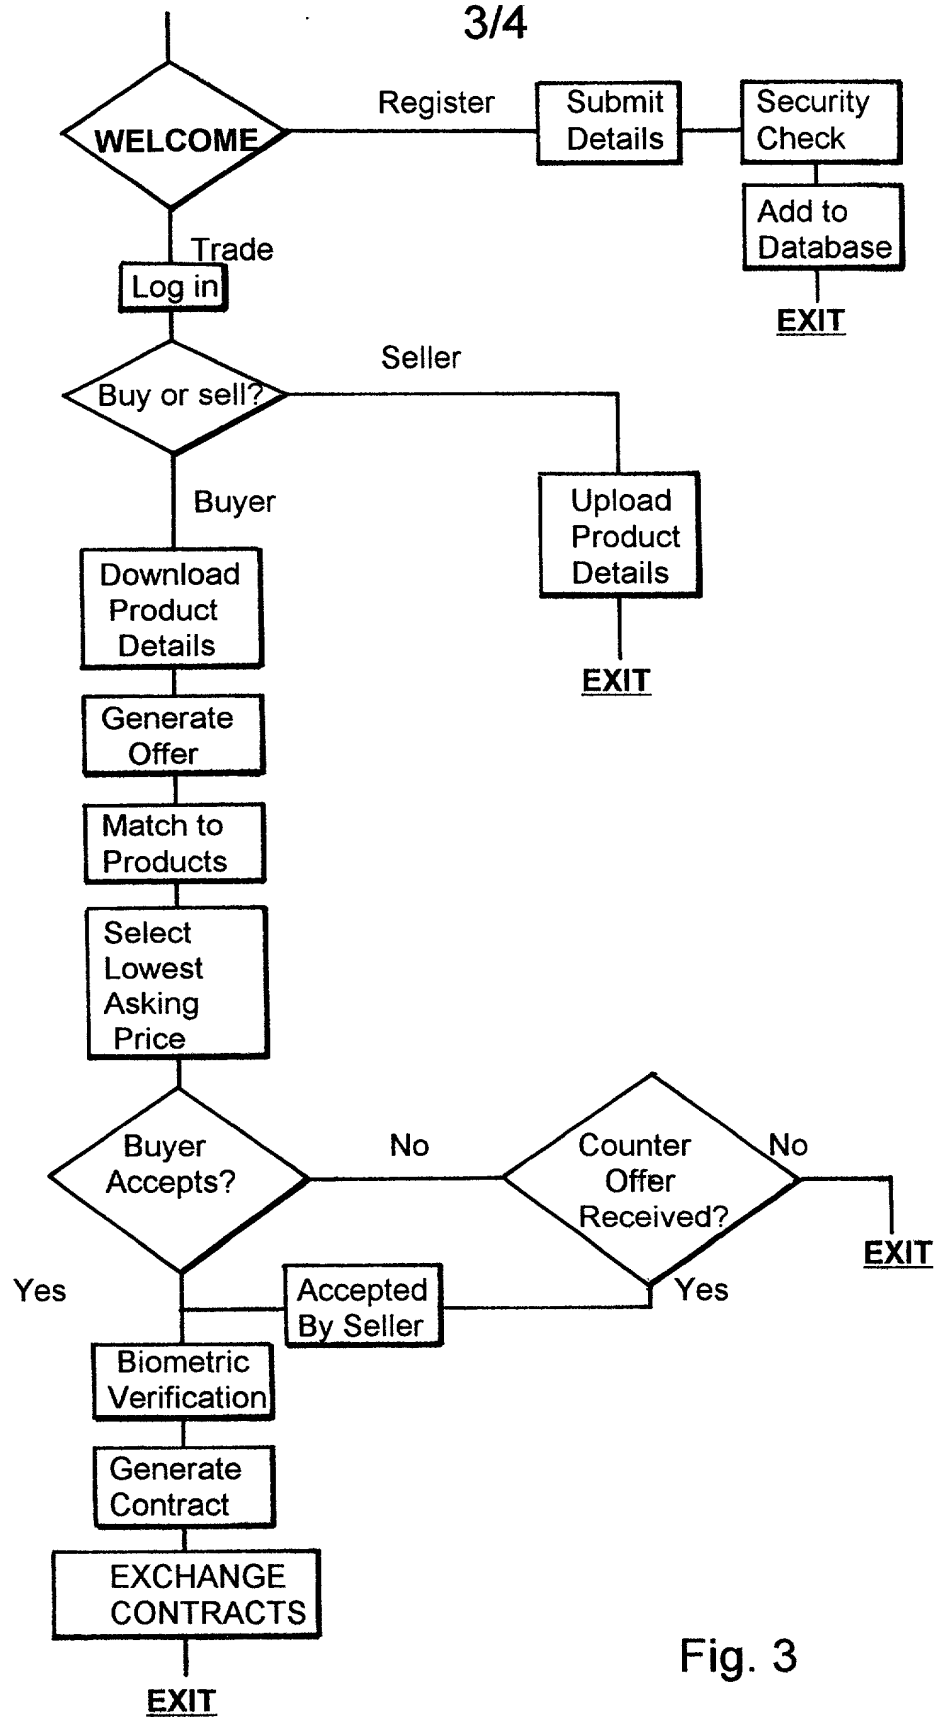 3/4
Register
Submit
Details
Security
Check
WELCOME
Add to
Database
Trade
Log in
EXIT
Seller
Buy or sell?
Buyer
Upload
Product
Details
Download
Product
Details
EXIT
Generate
Offer
Match to
Products
Select
Lowest
Asking
Price
Buyer
Accepts?
No
Counter
Offer
Received?
No
EXIT
Yes
Accepted
By Seller
Yes
Biometric
Verification
Generate
Contract
EXCHANGE
CONTRACTS
Fig. 3
EXIT